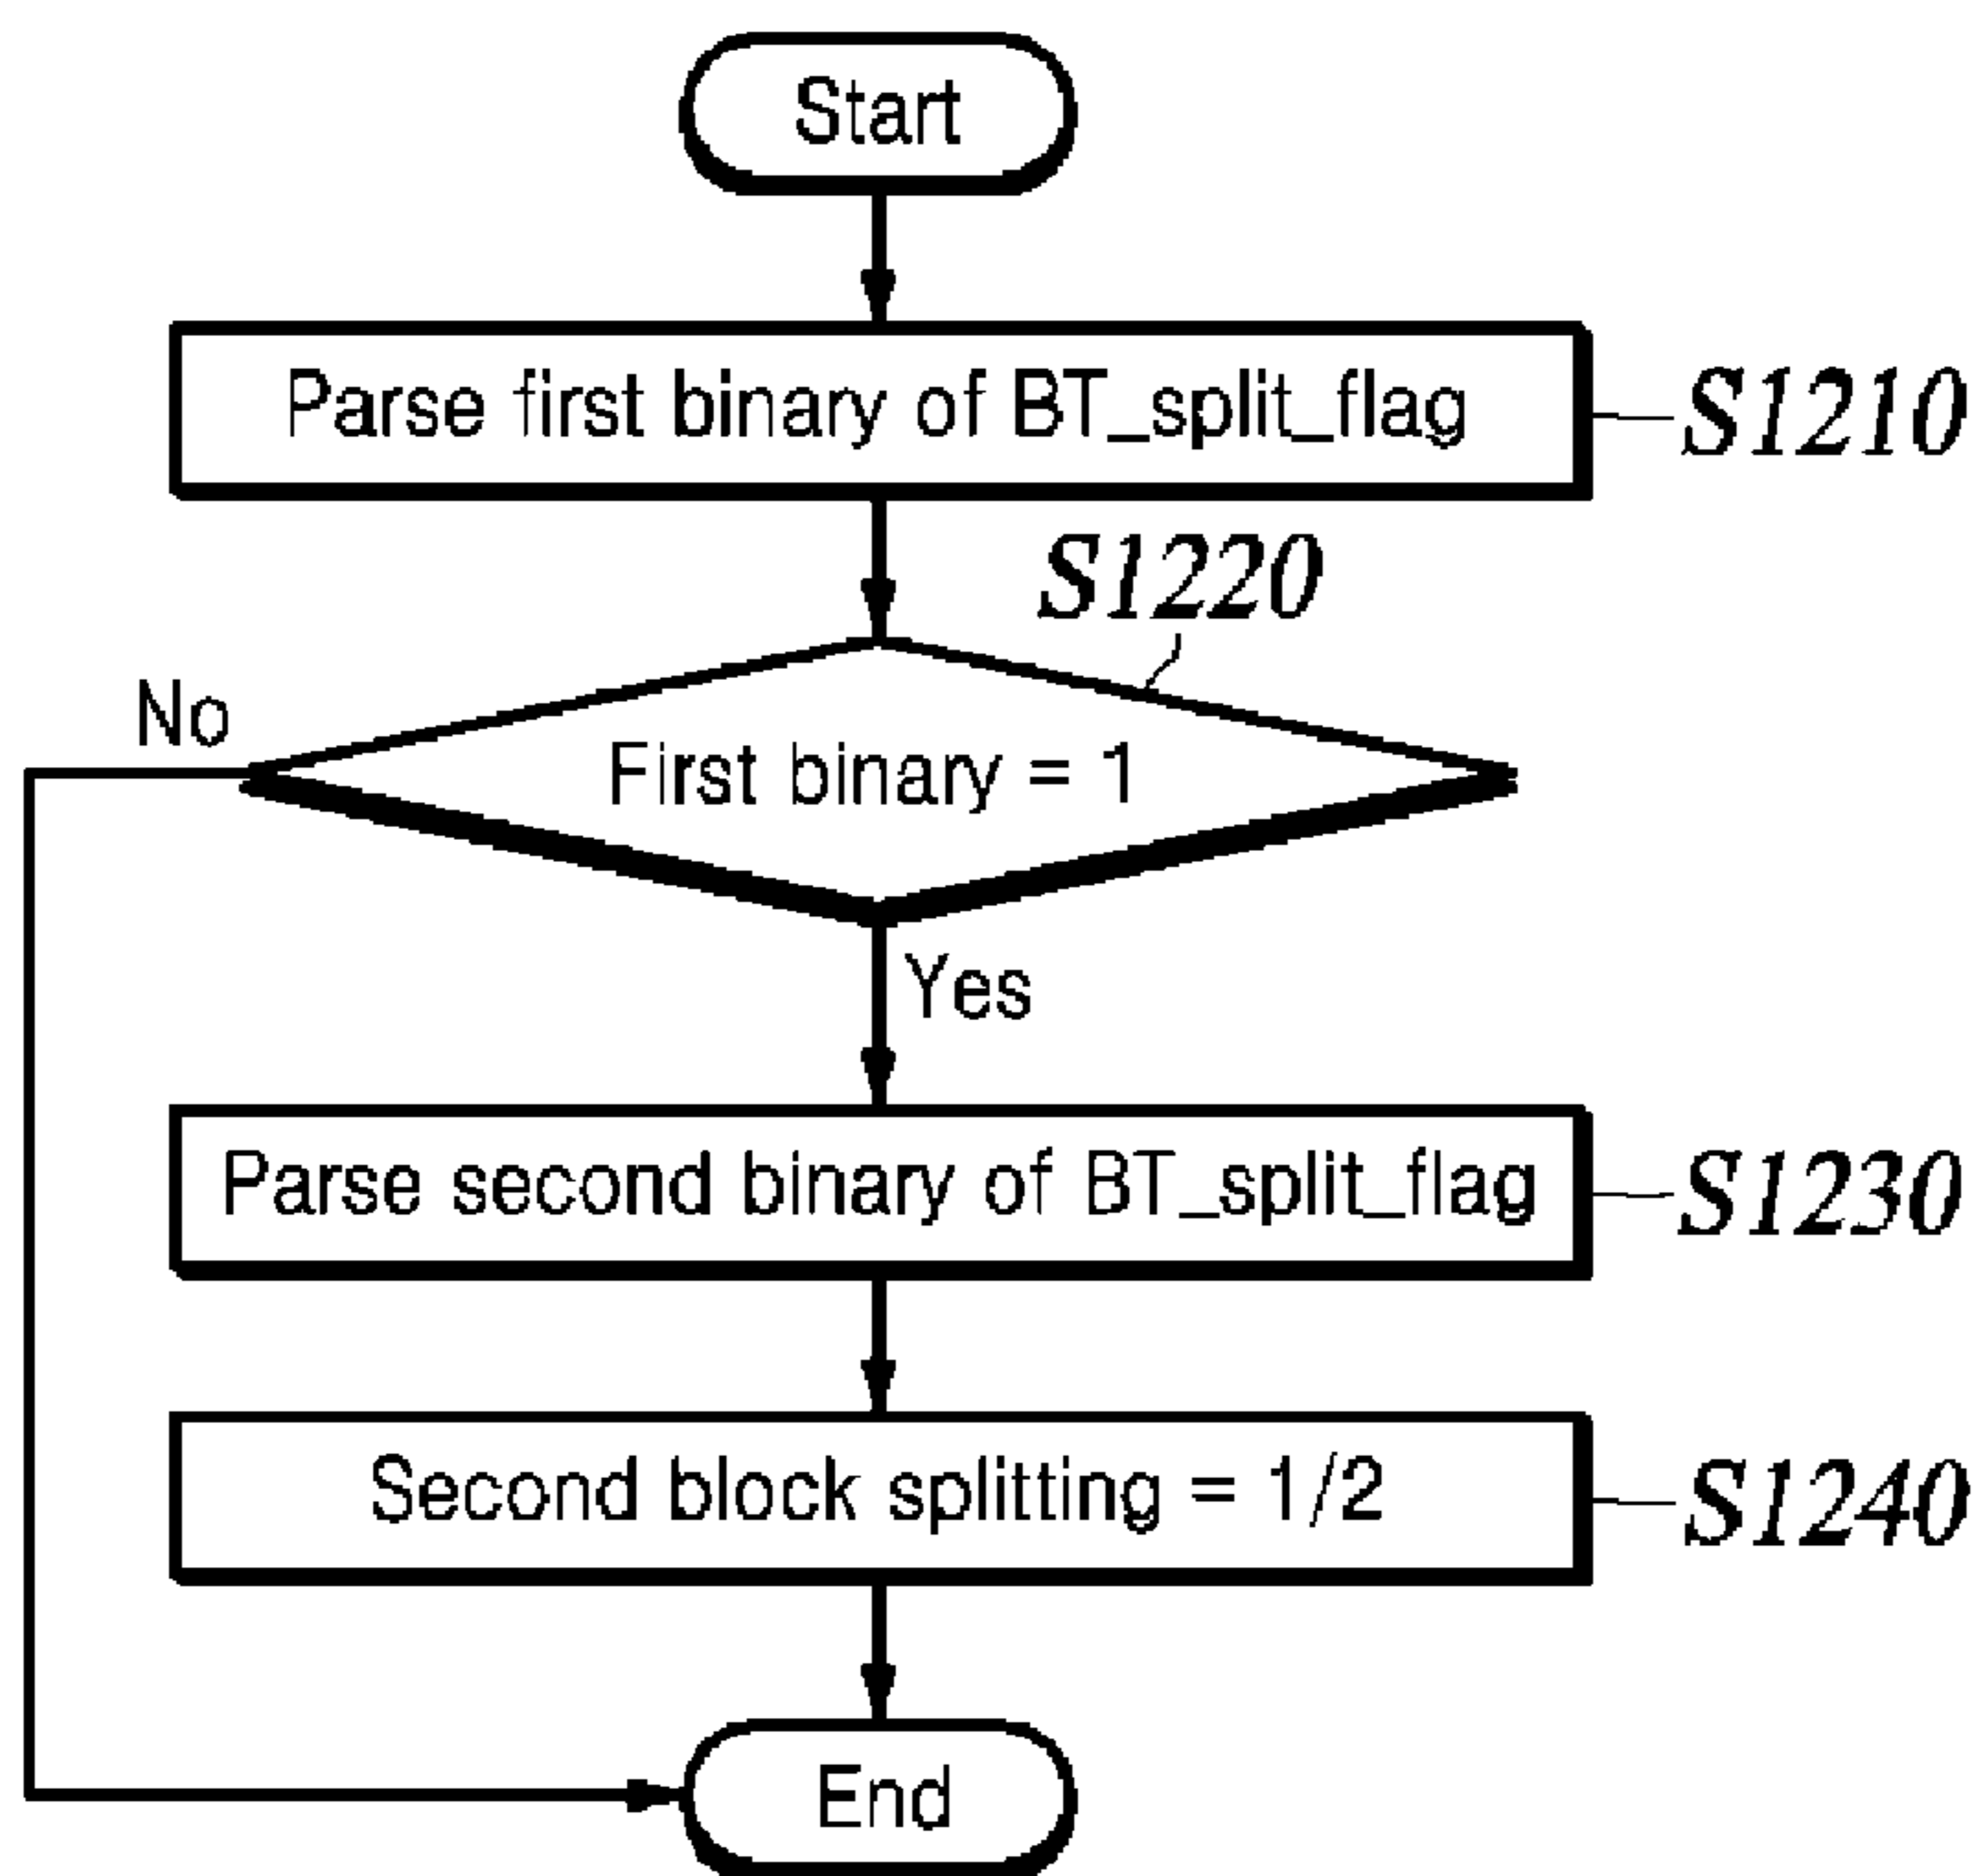 Start
Parse first binary of BT_split_flag
S1210
S1220
No
First binary = 1
Yes
Parse second binary of BT_split_flag
S1230
Second block splitting = 1/2
S1240
End